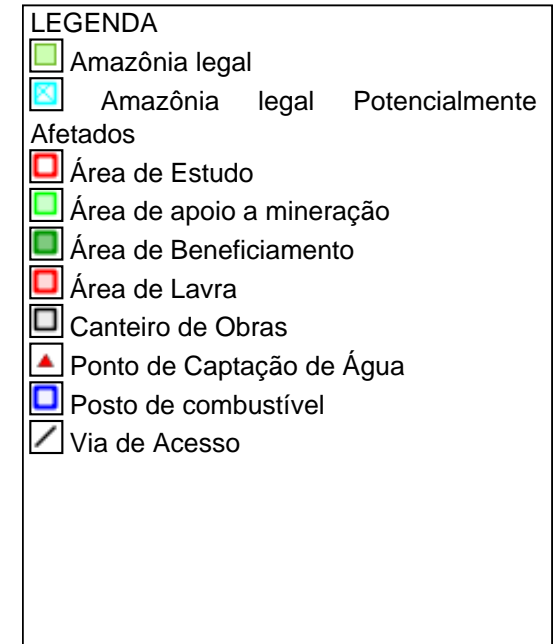 LEGENDA
Amazônia legal
Amazônia legal Potencialmente
Afetados
Área de Estudo
Área de apoio a mineração
Área de Beneficiamento
Área de Lavra
Canteiro de Obras
Ponto de Captação de Água
Posto de combustível
Via de Acesso